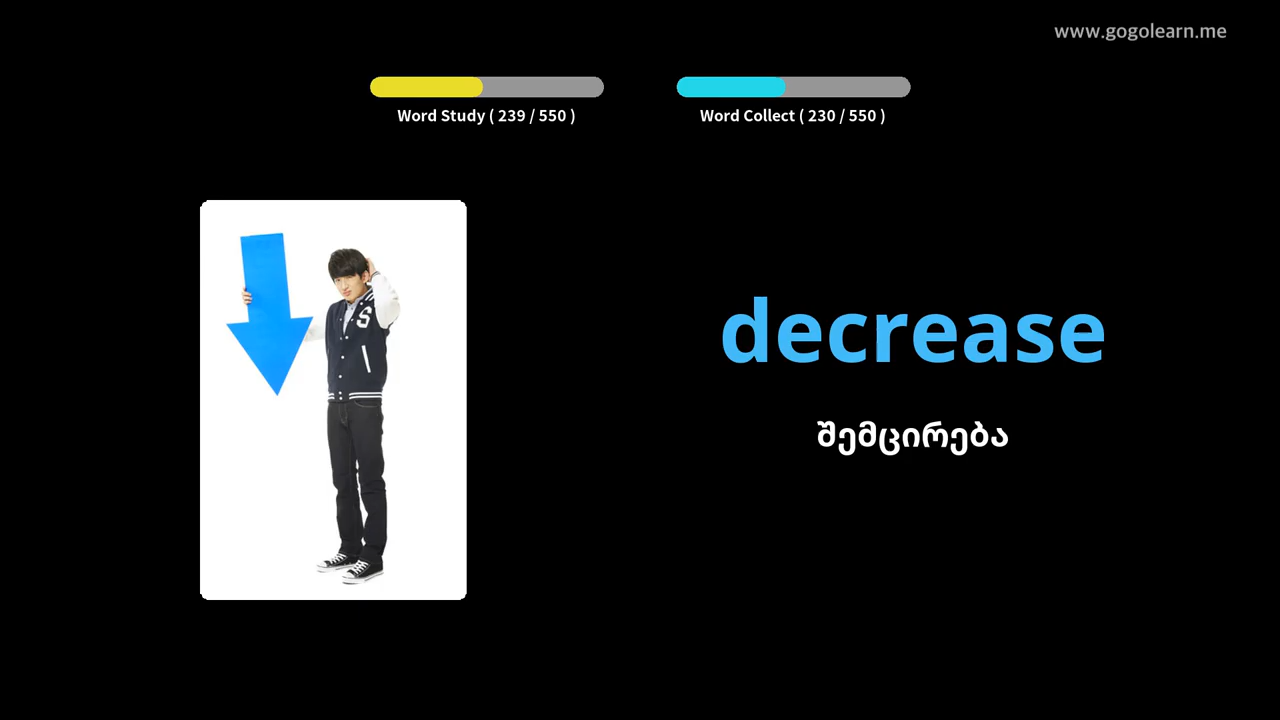 www.gogolearn.me
Word Study ( 239 / 550 )
Word Collect ( 230 / 550 )
S
decrease
შემცირება